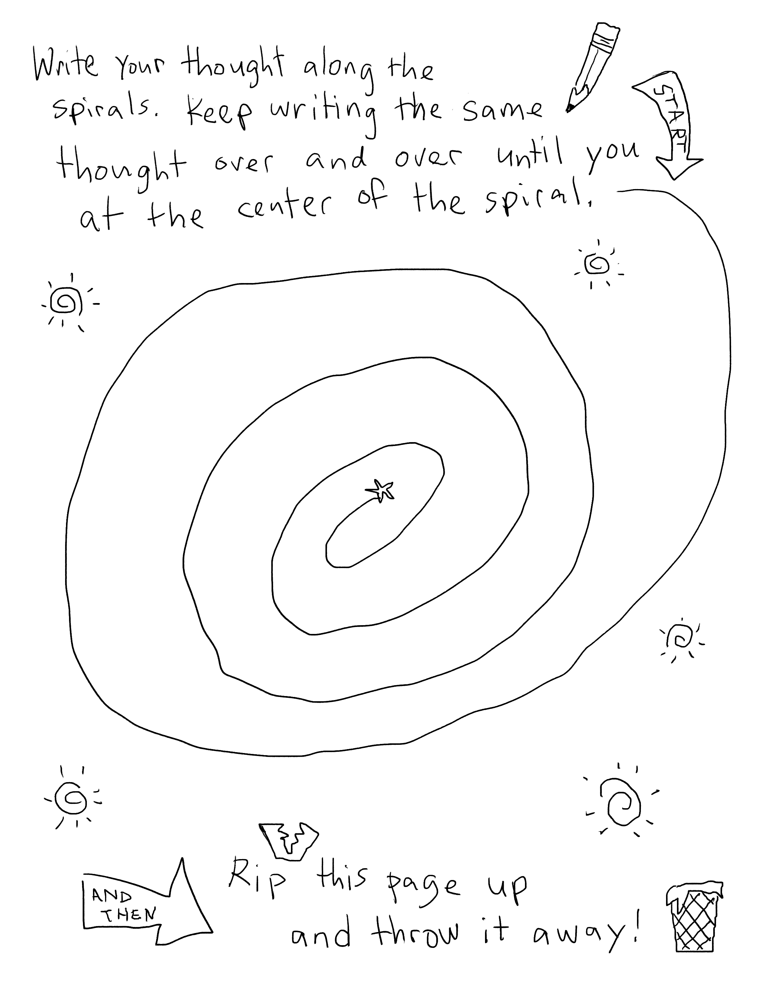 Write your thought along the
spirals. Keep writing the same
thought over and over until you
at the center of the spiral.
START
AND
THEN
Rip this page up
and throw it away!